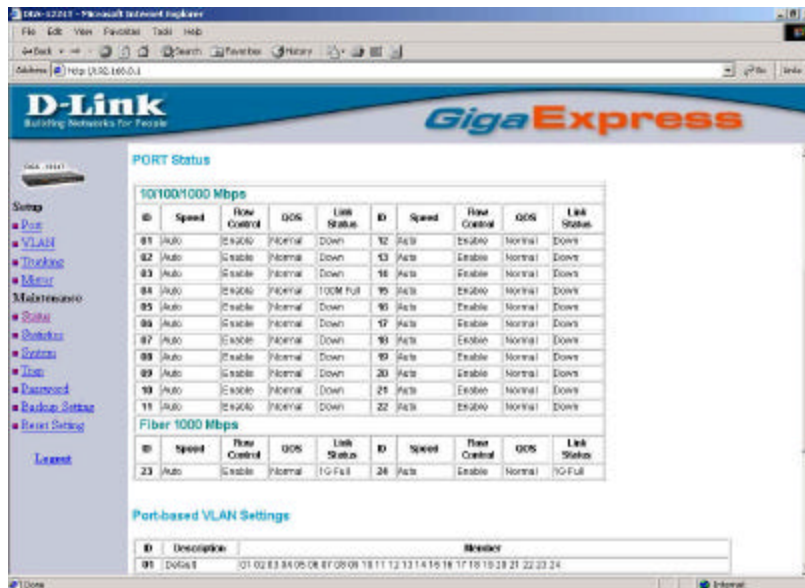 Microsoft Internet Explorer
File Edit View Favorites Tools Help
Back Search Favorites History
Address http://192.168.0.1 Go Links
D-Link
Building Networks for People
GigaExpress
Setup
Port
VLAN
Trunking
Mirror
Maintenance
Status
Statistics
System
Trap
Password
Backup Setting
Reset Setting
Logout
PORT Status
10/100/1000 Mbps
ID Speed Flow Control QOS Link Status ID Speed Flow Control QOS Link Status
01 Auto Enable Normal Down 12 Auto Enable Normal Down
02 Auto Enable Normal Down 13 Auto Enable Normal Down
03 Auto Enable Normal Down 14 Auto Enable Normal Down
04 Auto Enable Normal 100M Full 15 Auto Enable Normal Down
05 Auto Enable Normal Down 16 Auto Enable Normal Down
06 Auto Enable Normal Down 17 Auto Enable Normal Down
07 Auto Enable Normal Down 18 Auto Enable Normal Down
08 Auto Enable Normal Down 19 Auto Enable Normal Down
09 Auto Enable Normal Down 20 Auto Enable Normal Down
10 Auto Enable Normal Down 21 Auto Enable Normal Down
11 Auto Enable Normal Down 22 Auto Enable Normal Down
Fiber 1000 Mbps
ID Speed Flow Control QOS Link Status ID Speed Flow Control QOS Link Status
23 Auto Enable Normal 1G Full 24 Auto Enable Normal 1G Full
Port-based VLAN Settings
ID Description Member
01 Default 01 02 03 04 05 06 07 08 09 10 11 12 13 14 15 16 17 18 19 20 21 22 23 24
Done Internet